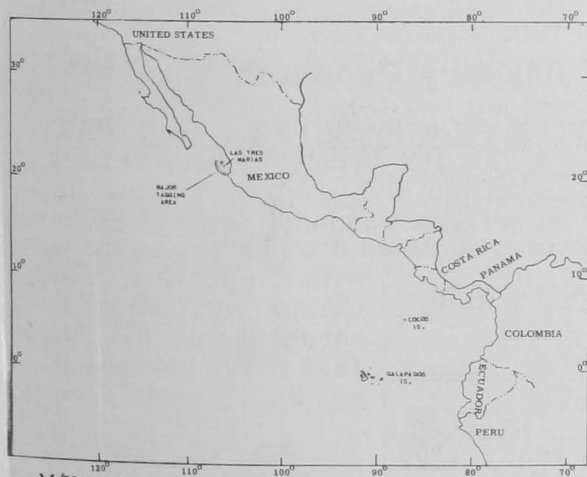 120° 110° 100° 90° 80° 70°
UNITED STATES
30°
LAS TRES
MARIAS
20° 20°
MEXICO
MAJOR
TAGGING
AREA
COSTA RICA
PANAMA
10° 10°
COCOS
IS.
COLOMBIA
0° 0°
GALAPAGOS
IS.
ECUADOR
PERU
120° 110° 100° 90° 80° 70°